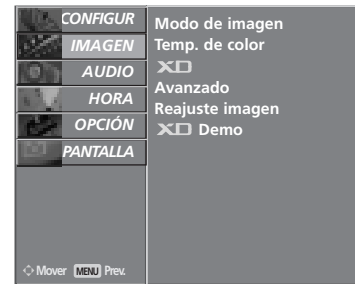 CONFIGUR
IMAGEN
AUDIO
HORA
OPCIÓN
PANTALLA
Mover MENU Prev.
Modo de imagen
Temp. de color
XD
Avanzado
Reajuste imagen
XD Demo